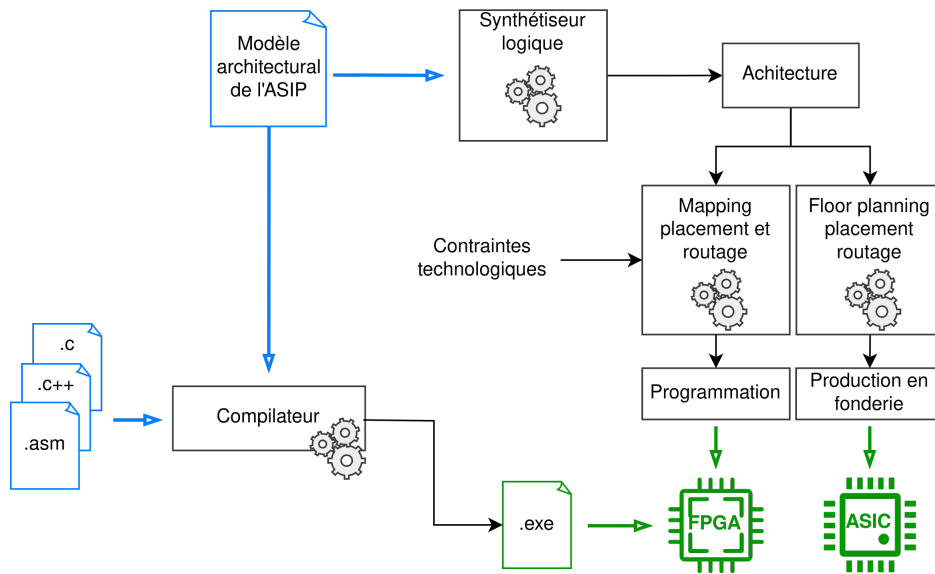 Modèle
architectural
de l'ASIP
Synthétiseur
logique
Achitecture
Mapping
placement et
routage
Floor planning
placement
routage
Contraintes
technologiques
.c
.c++
.asm
Compilateur
Programmation
Production en
fonderie
.exe
FPGA
ASIC